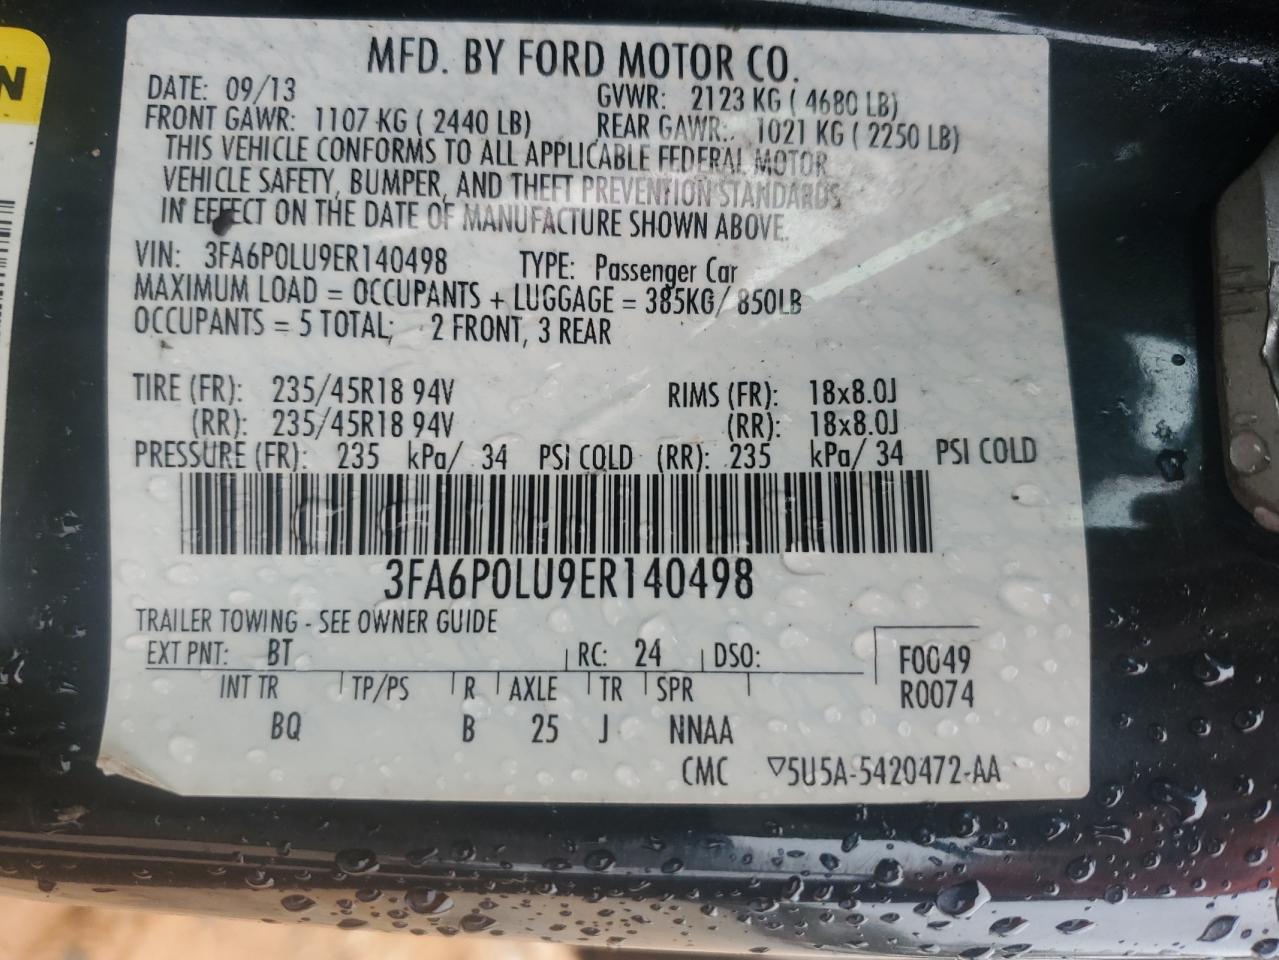 N
MFD. BY FORD MOTOR CO.
DATE: 09/13 GVWR: 2123 KG ( 4680 LB)
FRONT GAWR: 1107 KG ( 2440 LB) REAR GAWR: 1021 KG ( 2250 LB)
THIS VEHICLE CONFORMS TO ALL APPLICABLE FEDERAL MOTOR
VEHICLE SAFETY, BUMPER, AND THEFT PREVENTION STANDARDS
IN EFFECT ON THE DATE OF MANUFACTURE SHOWN ABOVE.
VIN: 3FA6P0LU9ER140498 TYPE: Passenger Car
MAXIMUM LOAD = OCCUPANTS + LUGGAGE = 385KG/ 850LB
OCCUPANTS = 5 TOTAL; 2 FRONT, 3 REAR
TIRE (FR): 235/45R18 94V RIMS (FR): 18x8.0J
(RR): 235/45R18 94V (RR): 18x8.0J
PRESSURE (FR): 235 kPa/ 34 PSI COLD (RR): 235 kPa/ 34 PSI COLD
3FA6P0LU9ER140498
TRAILER TOWING - SEE OWNER GUIDE
EXT PNT: BT RC: 24 DSO: F0049
INT TR TP/PS R AXLE TR SPR R0074
BQ B 25 J NNAA
CMC ▽5U5A-5420472-AA